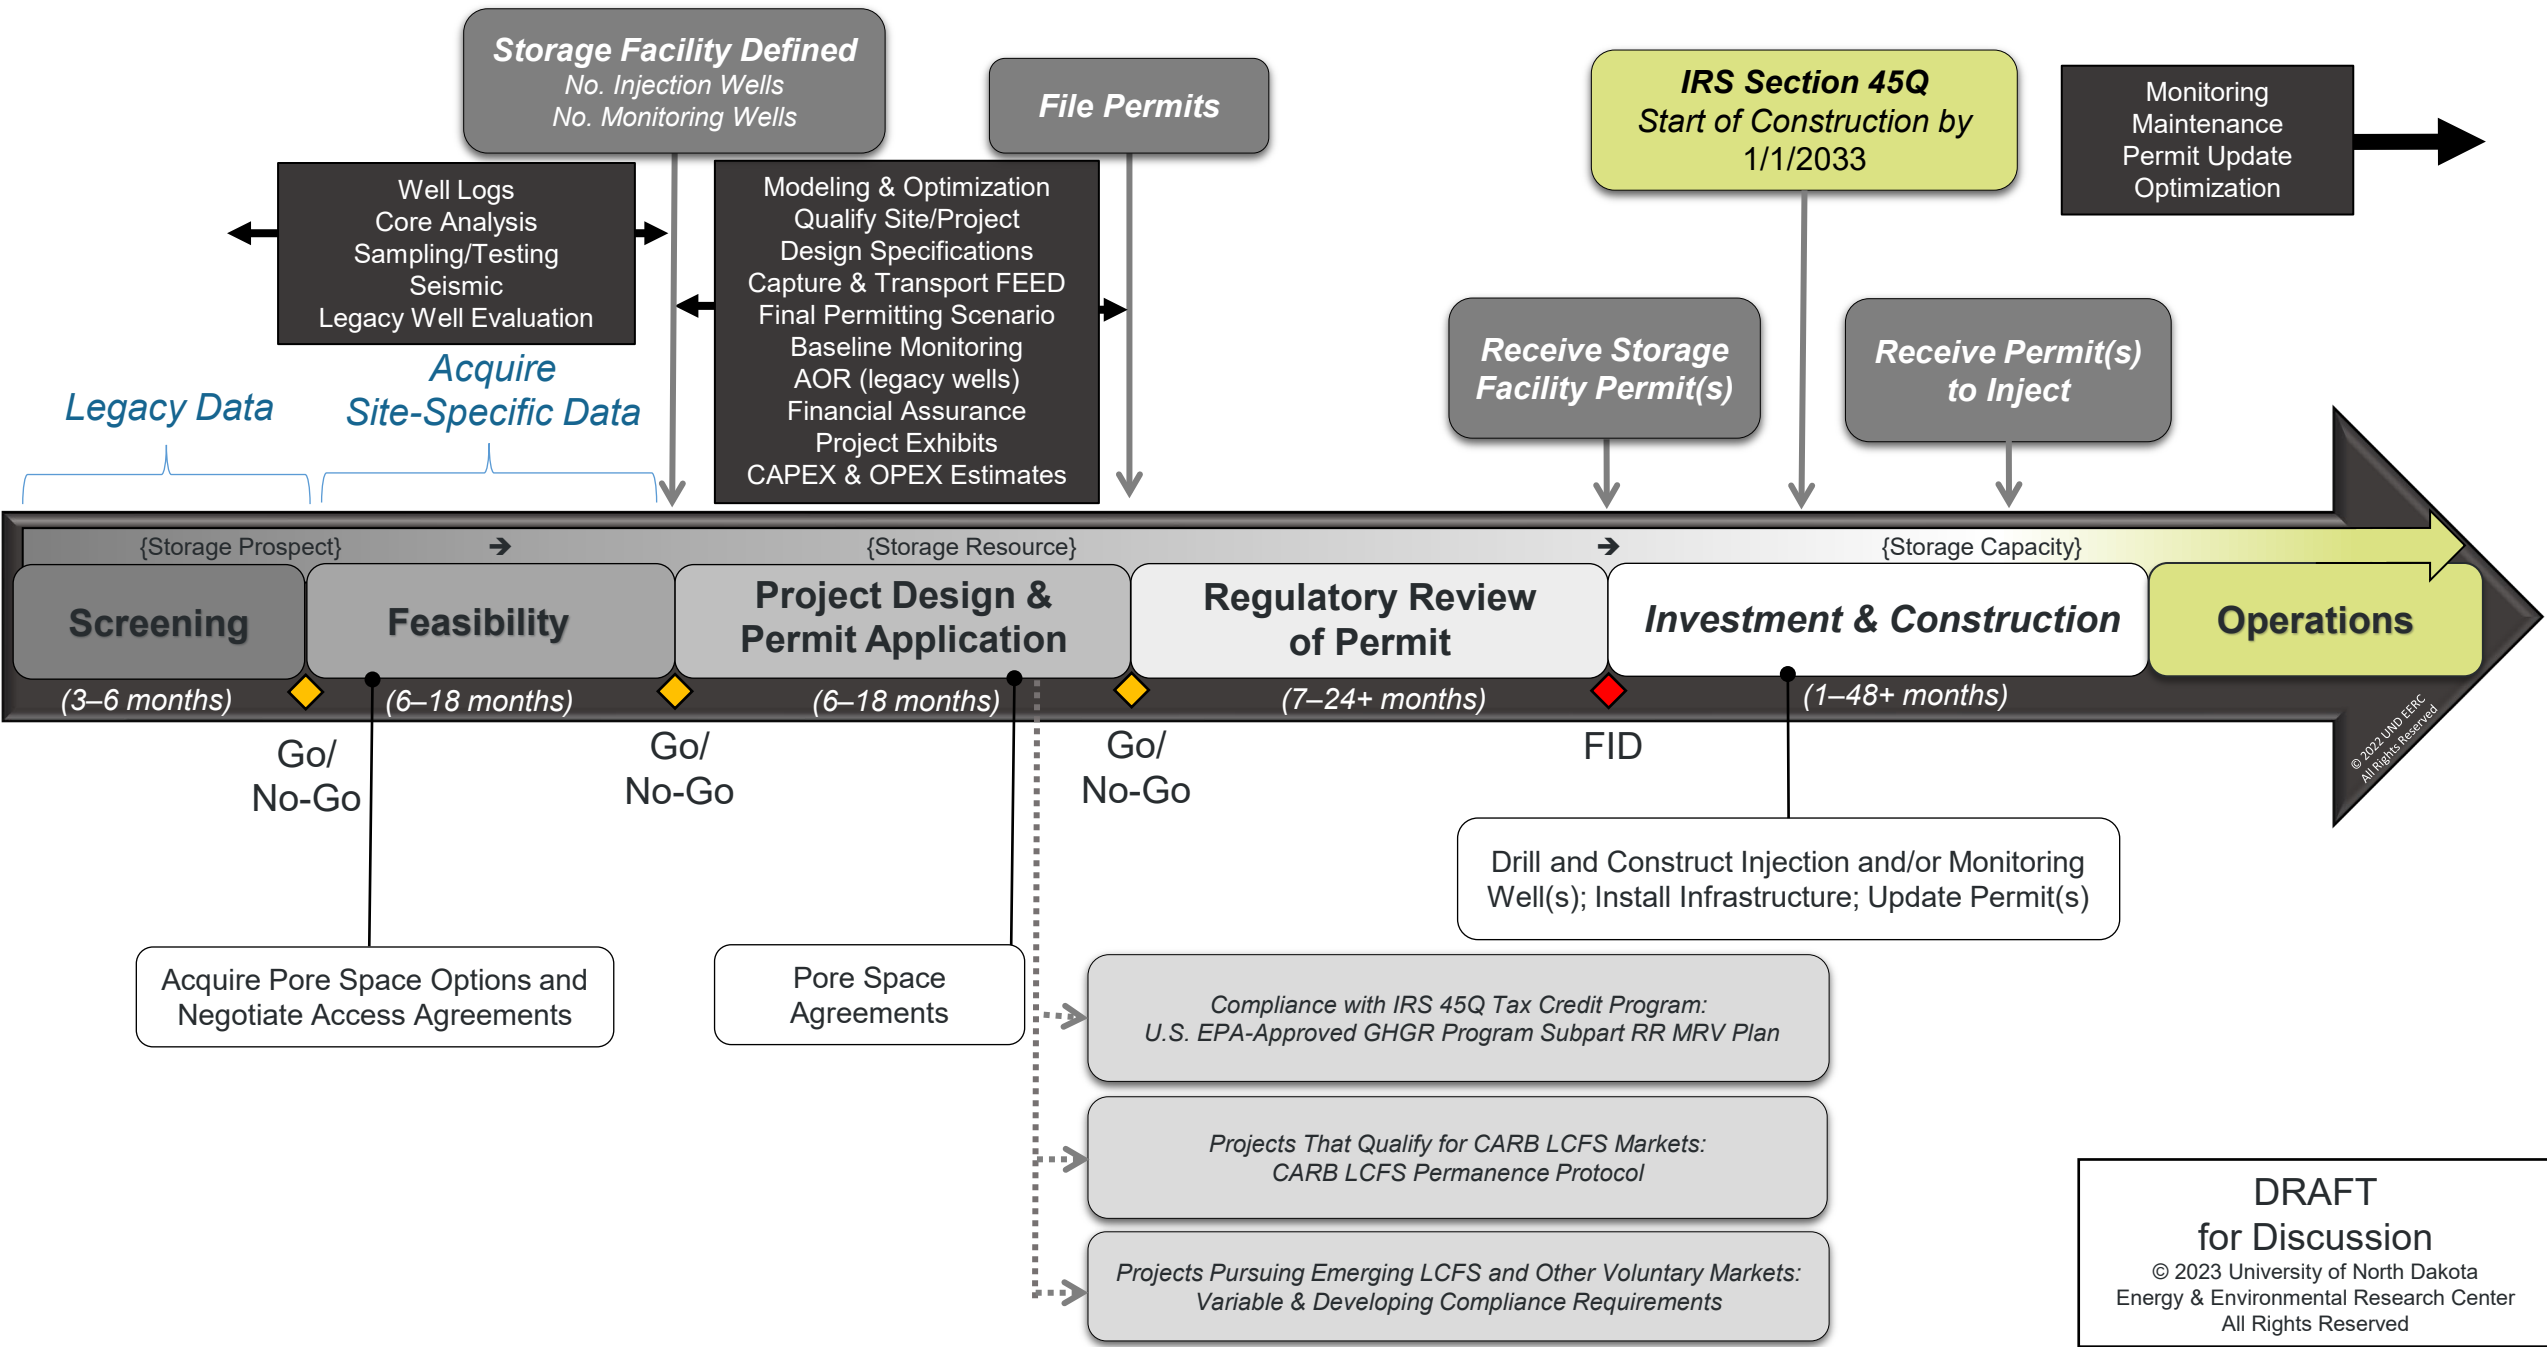 Storage Facility Defined
No. Injection Wells
No. Monitoring Wells
File Permits
IRS Section 45Q
Start of Construction by
1/1/2033
Monitoring
Maintenance
Permit Update
Optimization
Well Logs
Core Analysis
Sampling/Testing
Seismic
Legacy Well Evaluation
Modeling & Optimization
Qualify Site/Project
Design Specifications
Capture & Transport FEED
Final Permitting Scenario
Baseline Monitoring
AOR (legacy wells)
Financial Assurance
Project Exhibits
CAPEX & OPEX Estimates
Receive Storage
Facility Permit(s)
Receive Permit(s)
to Inject
Legacy Data
Acquire
Site-Specific Data
{Storage Prospect} ➔ {Storage Resource} ➔ {Storage Capacity}
Screening
Feasibility
Project Design &
Permit Application
Regulatory Review
of Permit
Investment & Construction
Operations
(3–6 months)
(6–18 months)
(6–18 months)
(7–24+ months)
(1–48+ months)
© 2022 UND EERC
All Rights Reserved
Go/
No-Go
Go/
No-Go
Go/
No-Go
FID
Drill and Construct Injection and/or Monitoring
Well(s); Install Infrastructure; Update Permit(s)
Acquire Pore Space Options and
Negotiate Access Agreements
Pore Space
Agreements
Compliance with IRS 45Q Tax Credit Program:
U.S. EPA-Approved GHGR Program Subpart RR MRV Plan
Projects That Qualify for CARB LCFS Markets:
CARB LCFS Permanence Protocol
Projects Pursuing Emerging LCFS and Other Voluntary Markets:
Variable & Developing Compliance Requirements
DRAFT
for Discussion
© 2023 University of North Dakota
Energy & Environmental Research Center
All Rights Reserved